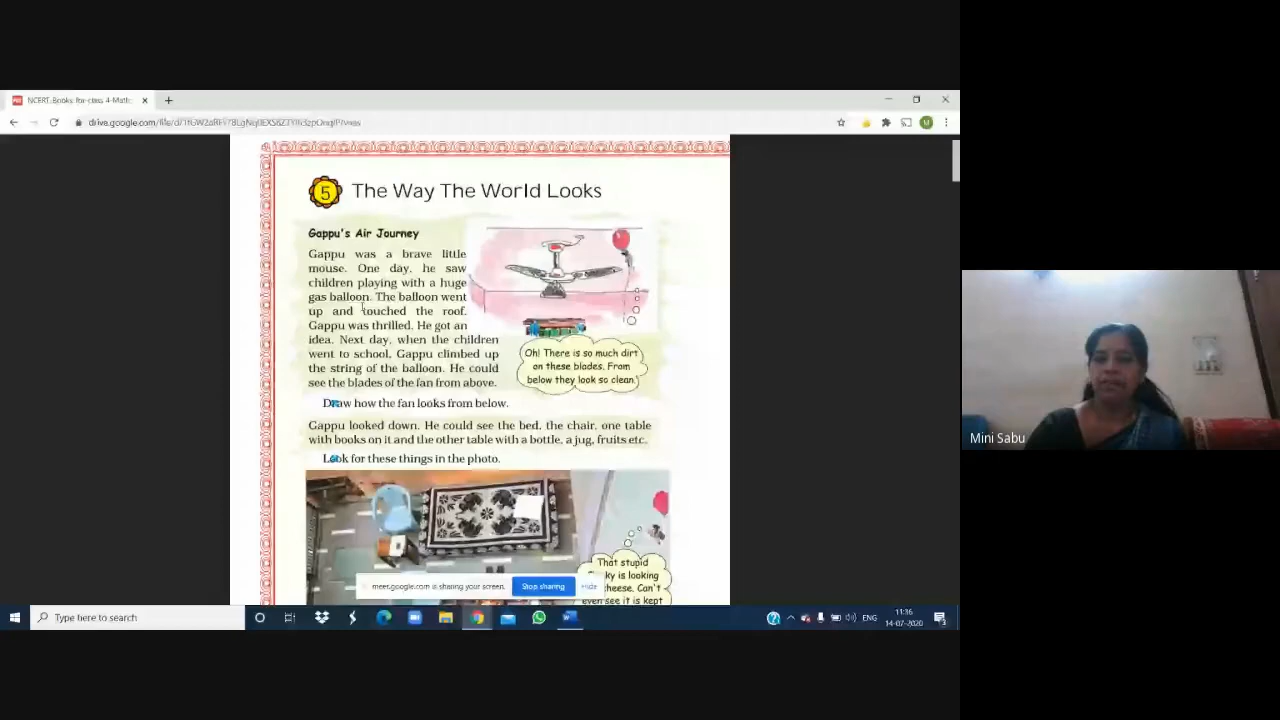 NCERT-Books-for-class 4-Math
5 The Way The World Looks
Gappu's Air Journey
Gappu was a brave little
mouse. One day, he saw
children playing with a huge
gas balloon. The balloon went
up and touched the roof.
Gappu was thrilled. He got an
idea. Next day, when the children
went to school, Gappu climbed up
the string of the balloon. He could
see the blades of the fan from above.
Oh! There is so much dirt
on these blades. From
below they look so clean.
Draw how the fan looks from below.
Gappu looked down. He could see the bed, the chair, one table
with books on it and the other table with a bottle, a jug, fruits etc.
Look for these things in the photo.
That stupid
is looking
cheese. Can't
even see it is kept
meet.google.com is sharing your screen.
Stop sharing
Hide
Type here to search
ENG
11:36
14-07-2020
Mini Sabu